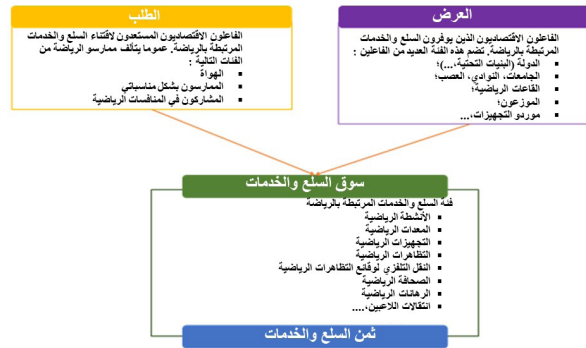 العرض
الفاعلون الاقتصاديون الذين يوفرون السلع والخدمات
المرتبطة بالرياضة. تضم هذه الفئة العديد من الفاعلين :
الدولة (البنيات التحتية،...)؛
الجامعات، النوادي، العصب؛
القاعات الرياضية؛
الموزعون؛
موردو التجهيزات،...
الطلب
الفاعلون الاقتصاديون المستعدون لاقتناء السلع والخدمات
المرتبطة بالرياضة. عموما يتألف ممارسو الرياضة من
الفئات التالية :
الهواة
الممارسون بشكل مناسباتي
المشاركون في المنافسات الرياضية
سوق السلع والخدمات
فئة السلع والخدمات المرتبطة بالرياضة
الأنشطة الرياضية
المعدات الرياضية
التجهيزات الرياضية
التظاهرات الرياضية
النقل التلفزي لوقائع التظاهرات الرياضية
الصحافة الرياضية
الرهانات الرياضية
انتقالات اللاعبين،....
ثمن السلع والخدمات